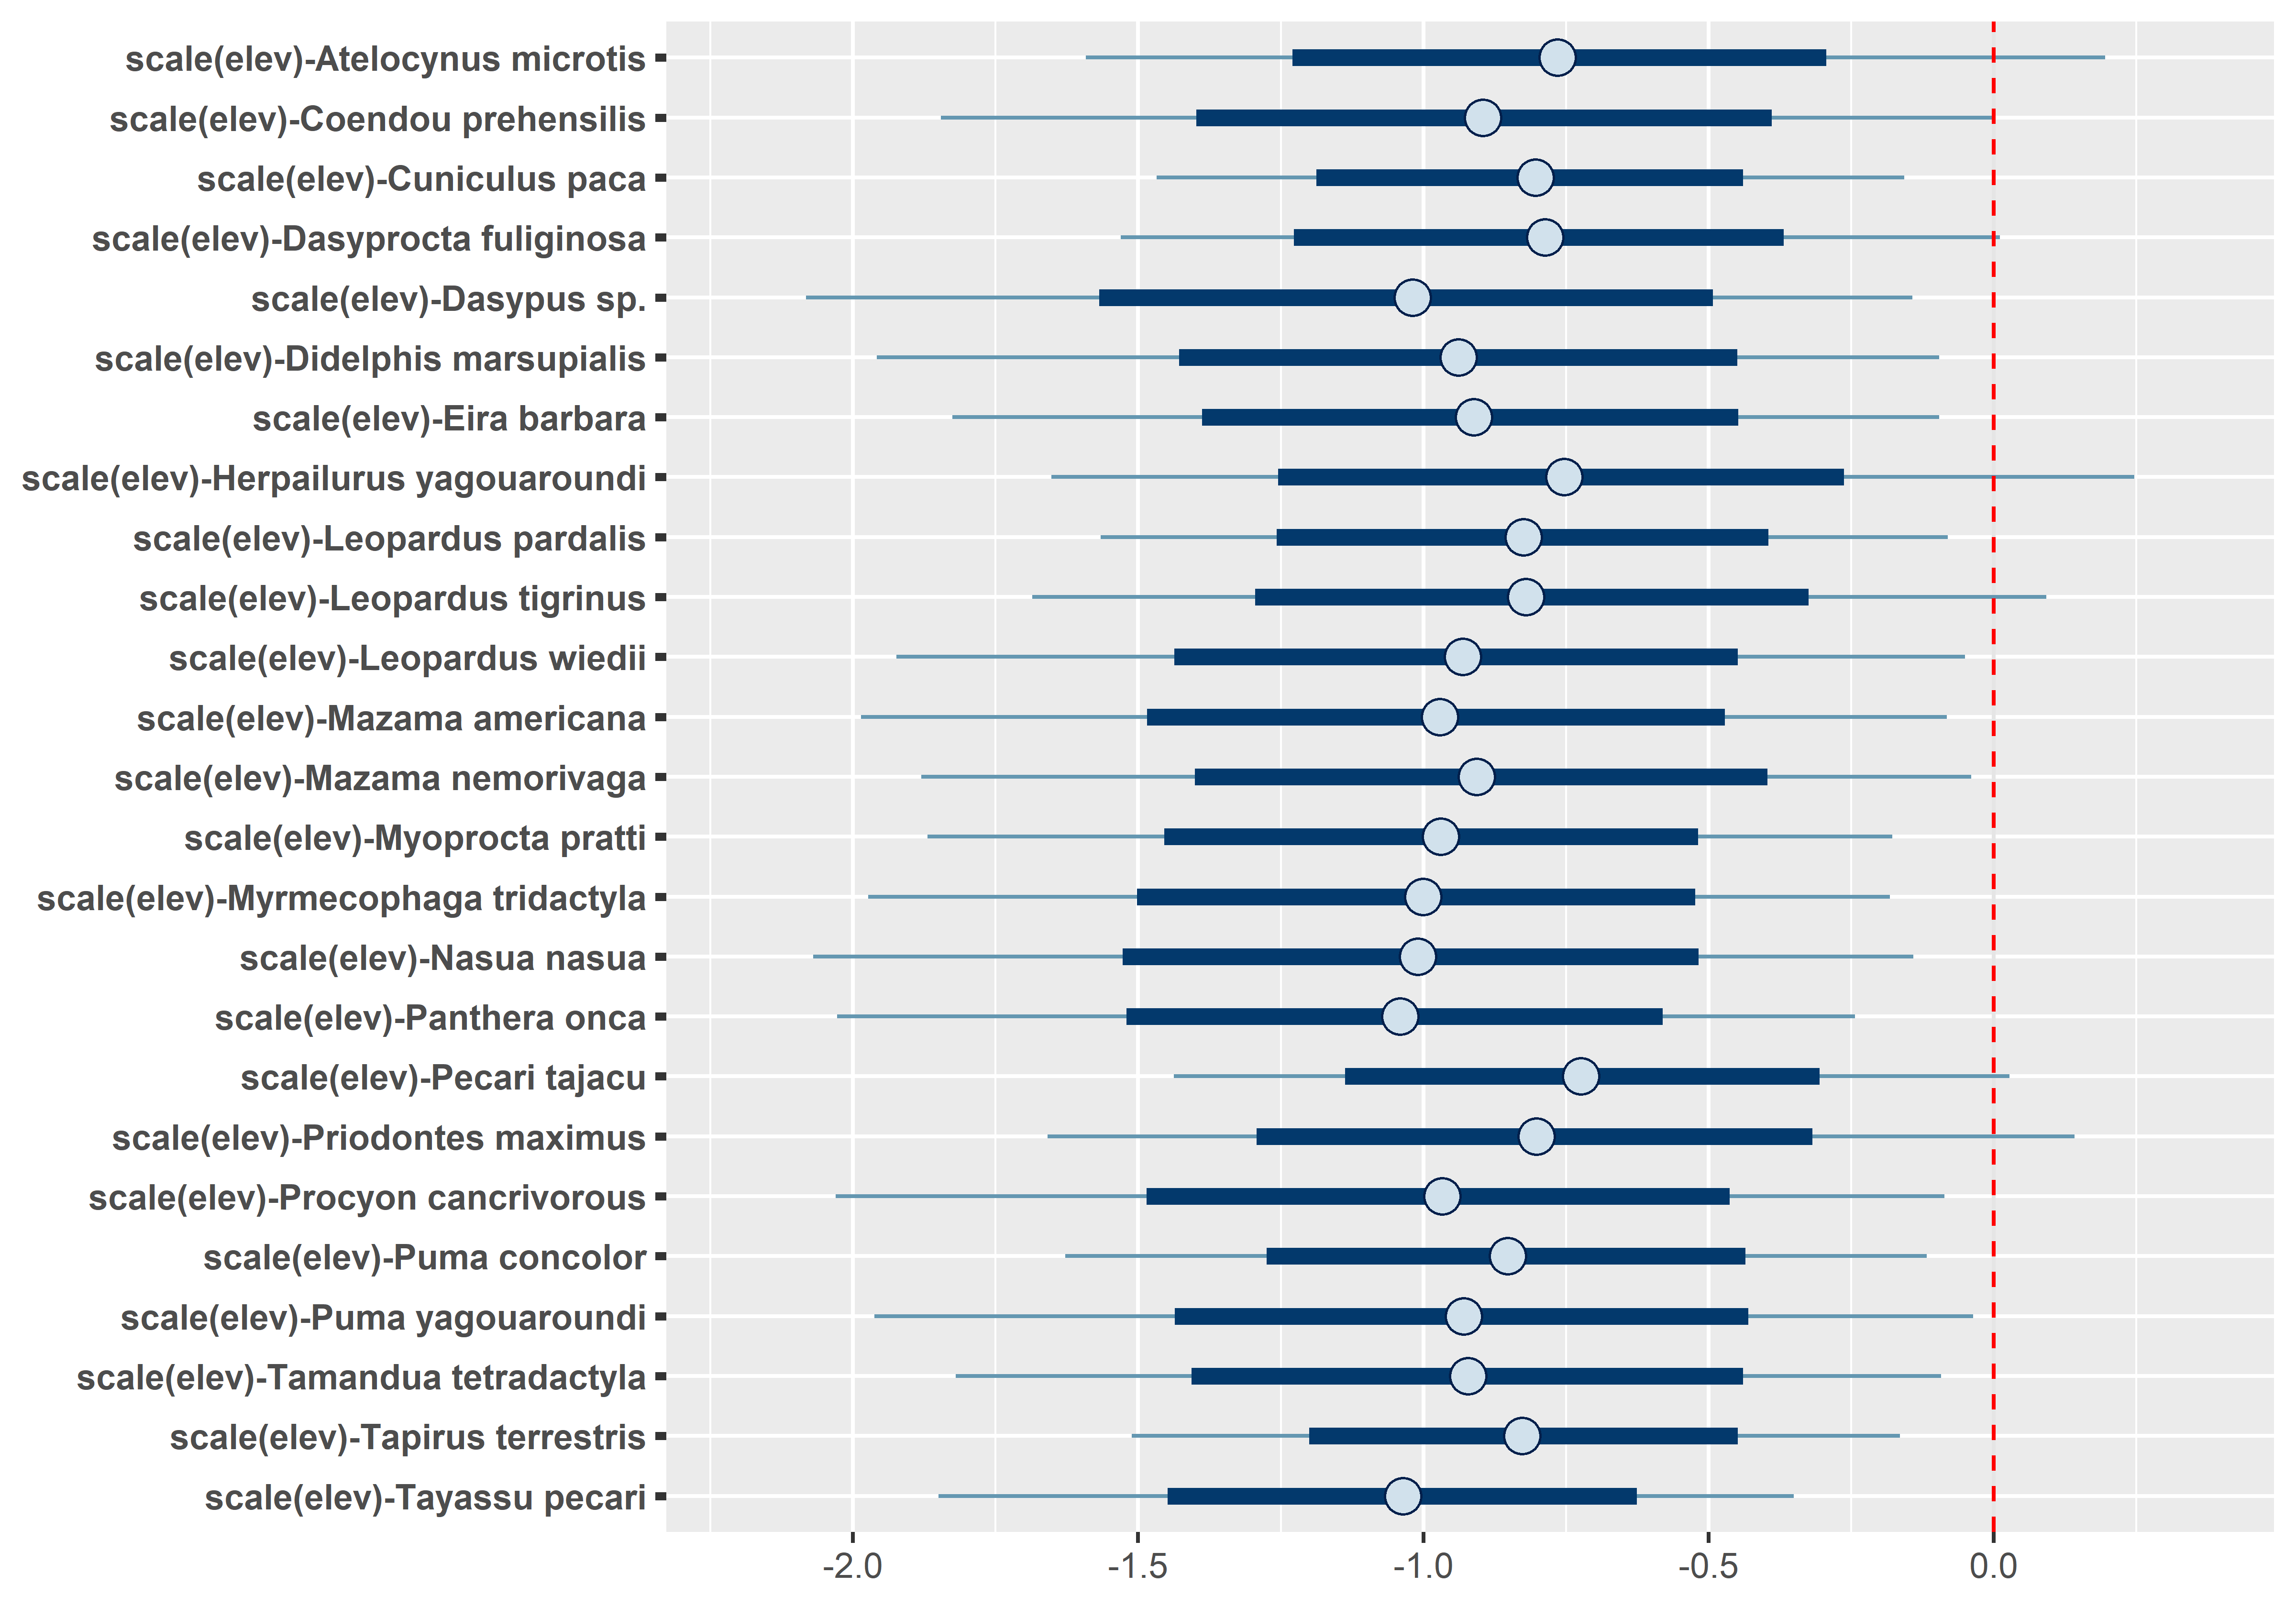 scale(elev)-Atelocynus microtis
scale(elev)-Coendou prehensilis
scale(elev)-Cuniculus paca
scale(elev)-Dasyprocta fuliginosa
scale(elev)-Dasypus sp.
scale(elev)-Didelphis marsupialis
scale(elev)-Eira barbara
scale(elev)-Herpailurus yagouaroundi
scale(elev)-Leopardus pardalis
scale(elev)-Leopardus tigrinus
scale(elev)-Leopardus wiedii
scale(elev)-Mazama americana
scale(elev)-Mazama nemorivaga
scale(elev)-Myoprocta pratti
scale(elev)-Myrmecophaga tridactyla
scale(elev)-Nasua nasua
scale(elev)-Panthera onca
scale(elev)-Pecari tajacu
scale(elev)-Priodontes maximus
scale(elev)-Procyon cancrivorous
scale(elev)-Puma concolor
scale(elev)-Puma yagouaroundi
scale(elev)-Tamandua tetradactyla
scale(elev)-Tapirus terrestris
scale(elev)-Tayassu pecari
-2.0 -1.5 -1.0 -0.5 0.0